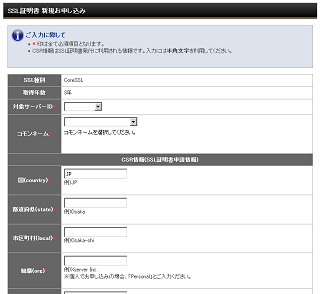 SSL証明書 新規お申し込み
ご入力に際して
＊印は全て必須項目となります。
CSR情報はSSL証明書発行に利用される情報です。入力には半角文字を利用してください。
SSL種別 CoreSSL
取得年数 3年
対象サーバーID*
コモンネーム*
コモンネームを選択してください。
CSR情報(SSL証明書申請情報)
国(country)* JP
例)JP
都道府県(state)*
例)Osaka
市区町村(local)*
例)Osaka-shi
組織(org)*
例)Xserver Inc.
※個人でお申し込みの場合、「Personal」とご入力ください。